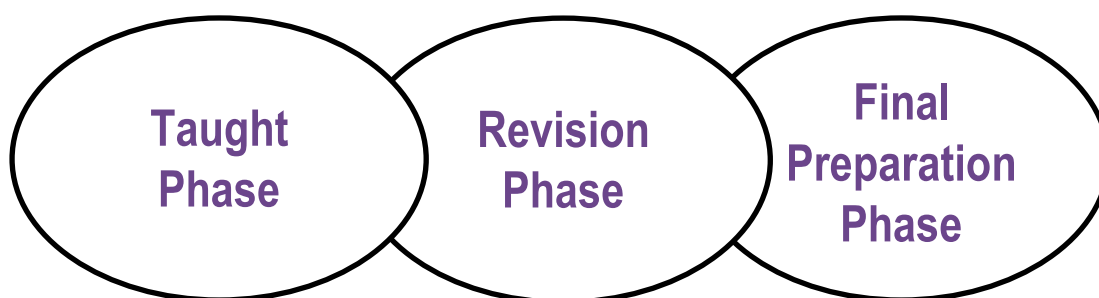 Taught
Phase
Revision
Phase
Final
Preparation
Phase